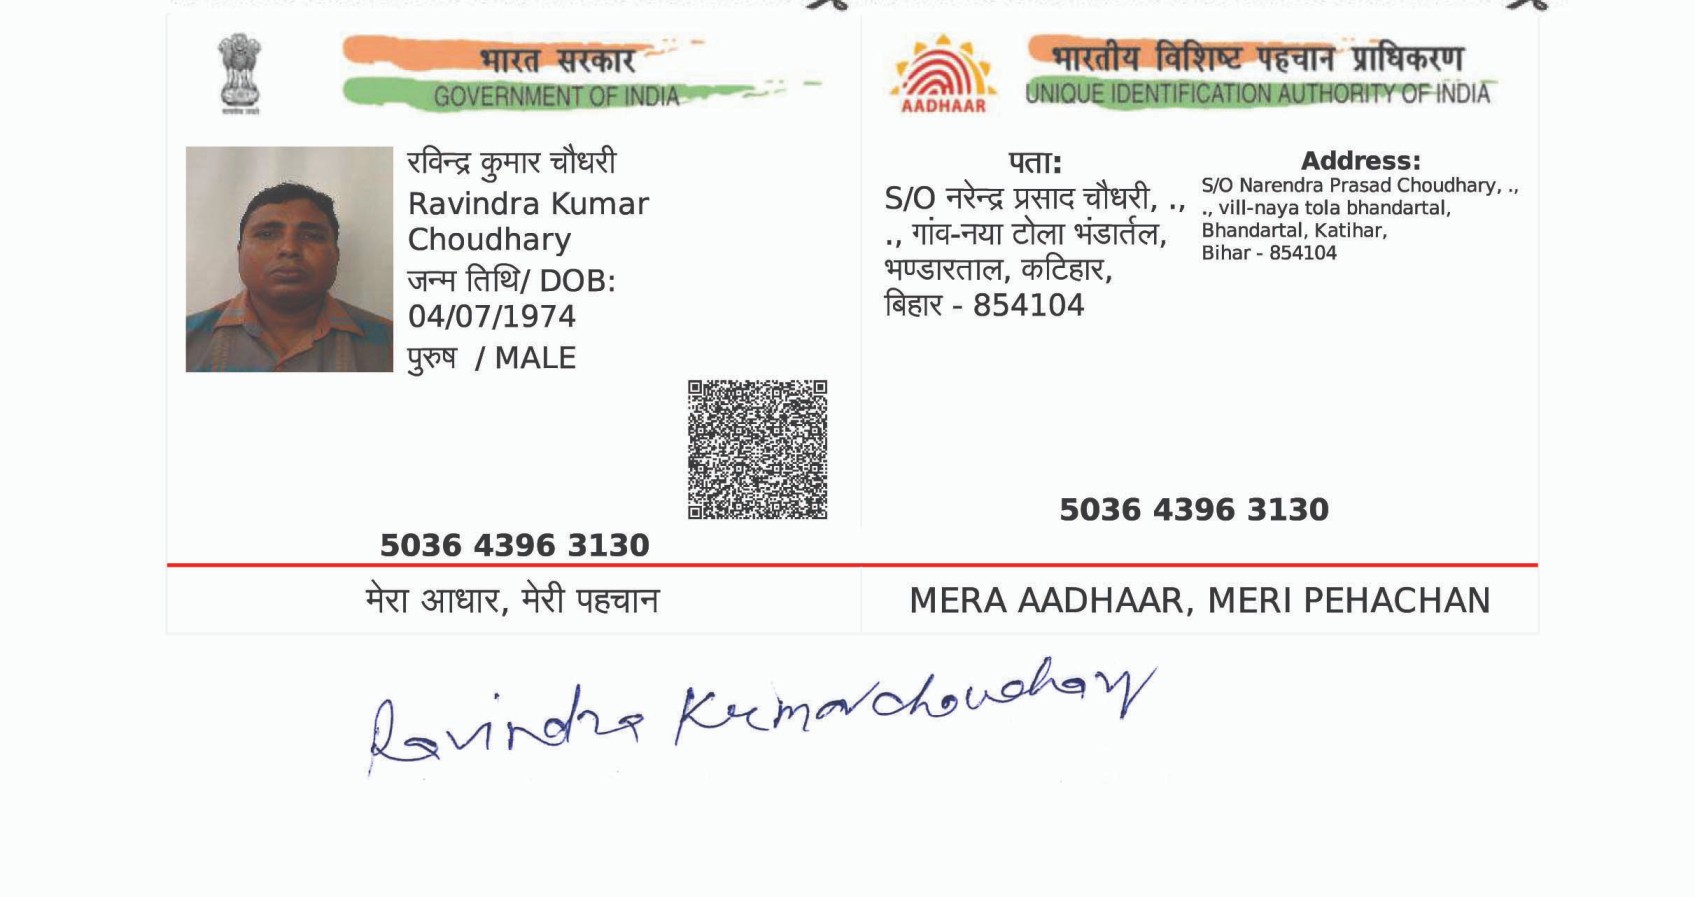 भारत सरकार
GOVERNMENT OF INDIA
रविन्द्र कुमार चौधरी
Ravindra Kumar
Choudhary
जन्म तिथि/ DOB:
04/07/1974
पुरुष / MALE
5036 4396 3130
मेरा आधार, मेरी पहचान
भारतीय विशिष्ट पहचान प्राधिकरण
AADHAAR
UNIQUE IDENTIFICATION AUTHORITY OF INDIA
पता:
S/O नरेन्द्र प्रसाद चौधरी, .,
., गांव-नया टोला भंडार्तल,
भण्डारताल, कटिहार,
बिहार - 854104
Address:
S/O Narendra Prasad Choudhary, .,
., vill-naya tola bhandartal,
Bhandartal, Katihar,
Bihar - 854104
5036 4396 3130
MERA AADHAAR, MERI PEHACHAN
Ravindra Kumar Choudhary